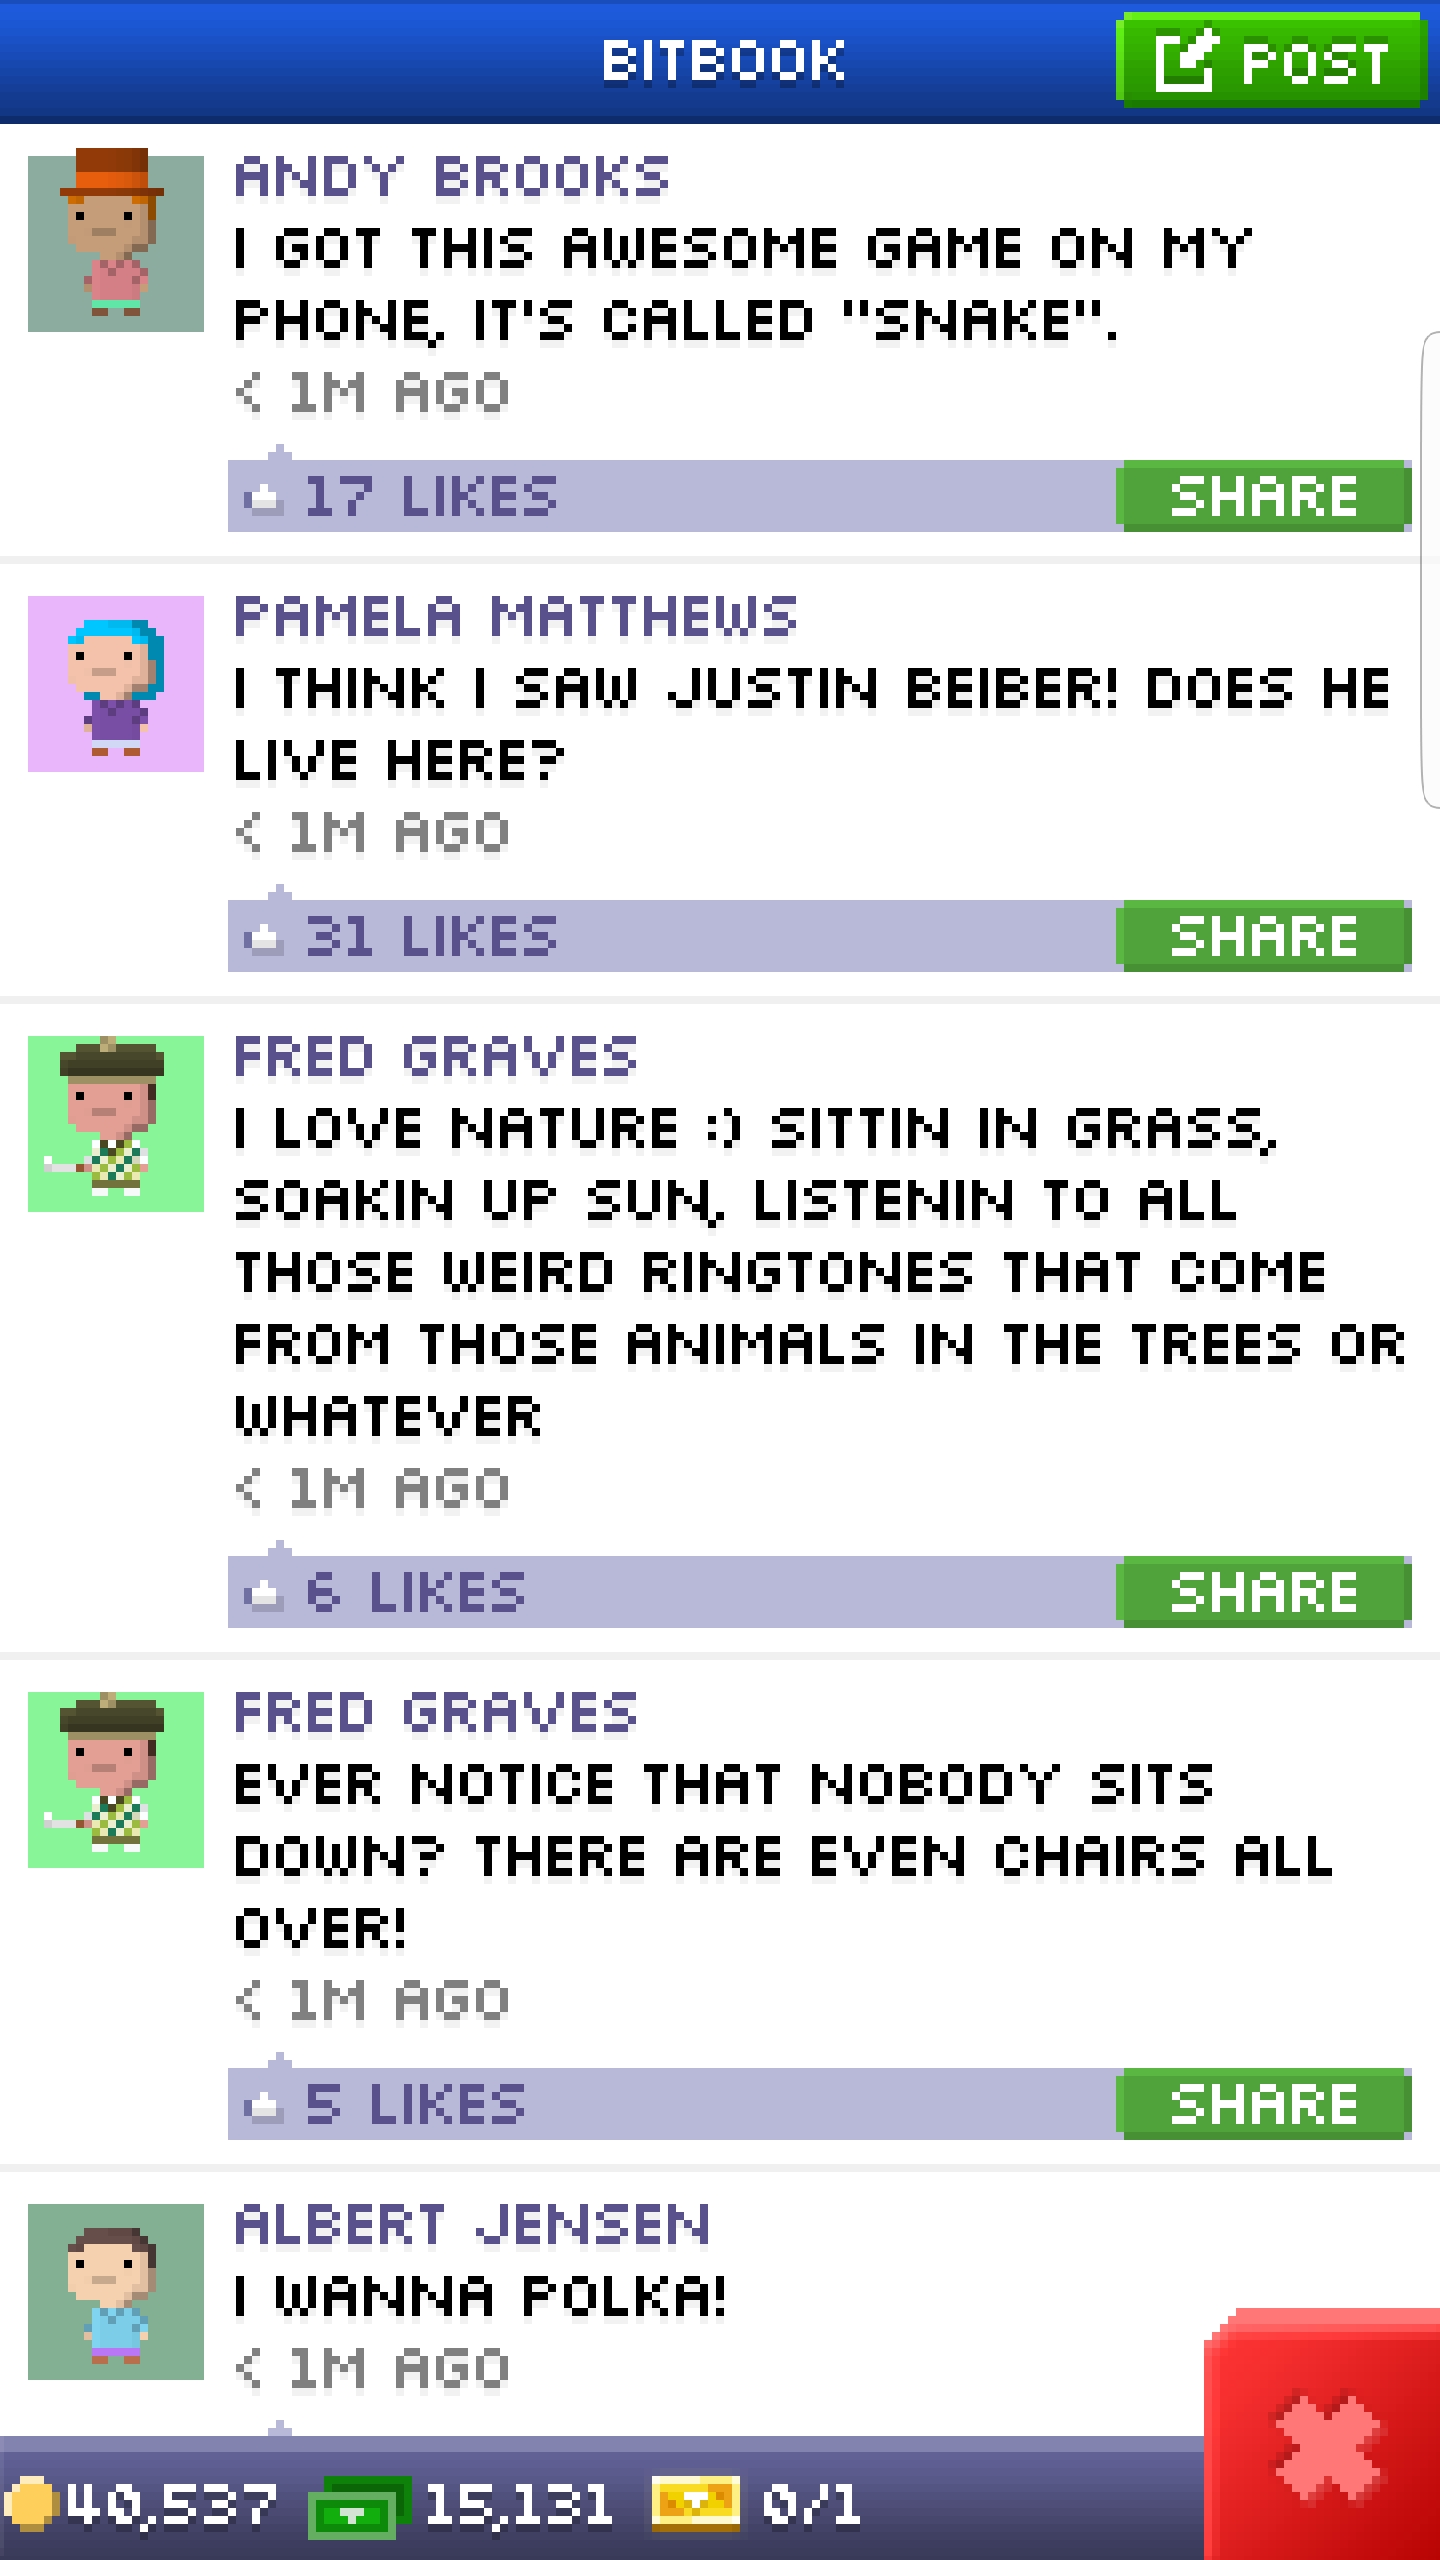 BITBOOK
POST
ANDY BROOKS
I GOT THIS AWESOME GAME ON MY
PHONE, IT'S CALLED "SNAKE".
< 1M AGO
17 LIKES
SHARE
PAMELA MATTHEWS
I THINK I SAW JUSTIN BEIBER! DOES HE
LIVE HERE?
< 1M AGO
31 LIKES
SHARE
FRED GRAVES
I LOVE NATURE :) SITTIN IN GRASS,
SOAKIN UP SUN, LISTENIN TO ALL
THOSE WEIRD RINGTONES THAT COME
FROM THOSE ANIMALS IN THE TREES OR
WHATEVER
< 1M AGO
6 LIKES
SHARE
FRED GRAVES
EVER NOTICE THAT NOBODY SITS
DOWN? THERE ARE EVEN CHAIRS ALL
OVER!
< 1M AGO
5 LIKES
SHARE
ALBERT JENSEN
I WANNA POLKA!
< 1M AGO
40,537
15,131
0/1